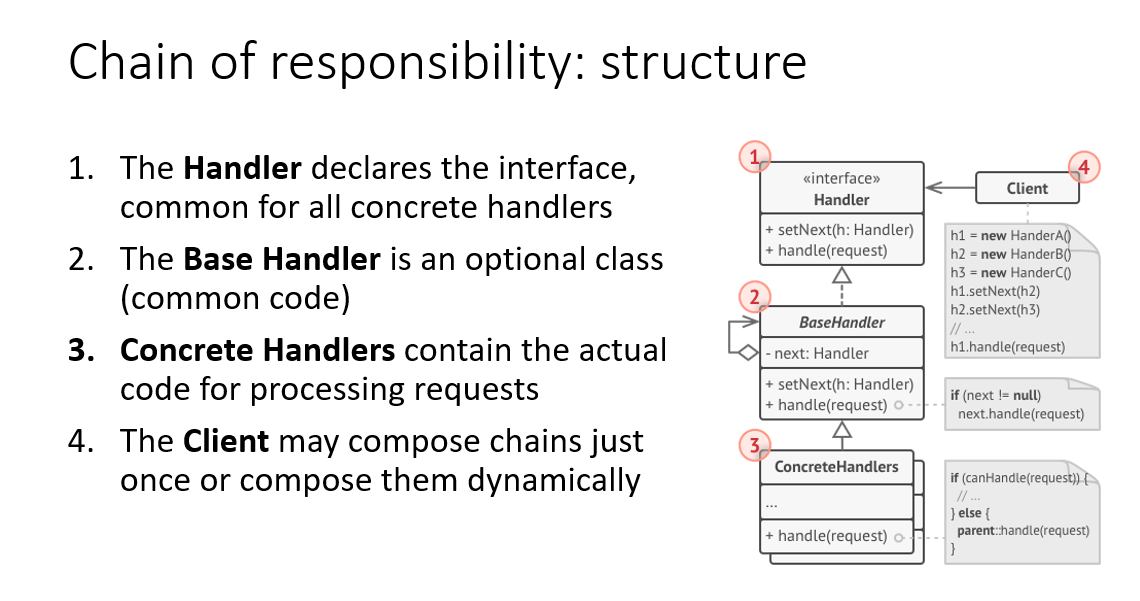 Chain of responsibility: structure
1. The Handler declares the interface,
common for all concrete handlers
2. The Base Handler is an optional class
(common code)
3. Concrete Handlers contain the actual
code for processing requests
4. The Client may compose chains just
once or compose them dynamically
1
«interface»
Handler
+ setNext(h: Handler)
+ handle(request)
4
Client
h1 = new HanderA()
h2 = new HanderB()
h3 = new HanderC()
h1.setNext(h2)
h2.setNext(h3)
// ...
h1.handle(request)
2
BaseHandler
- next: Handler
+ setNext(h: Handler)
+ handle(request)
if (next != null)
next.handle(request)
3
ConcreteHandlers
...
+ handle(request)
if (canHandle(request)) {
// ...
} else {
parent::handle(request)
}